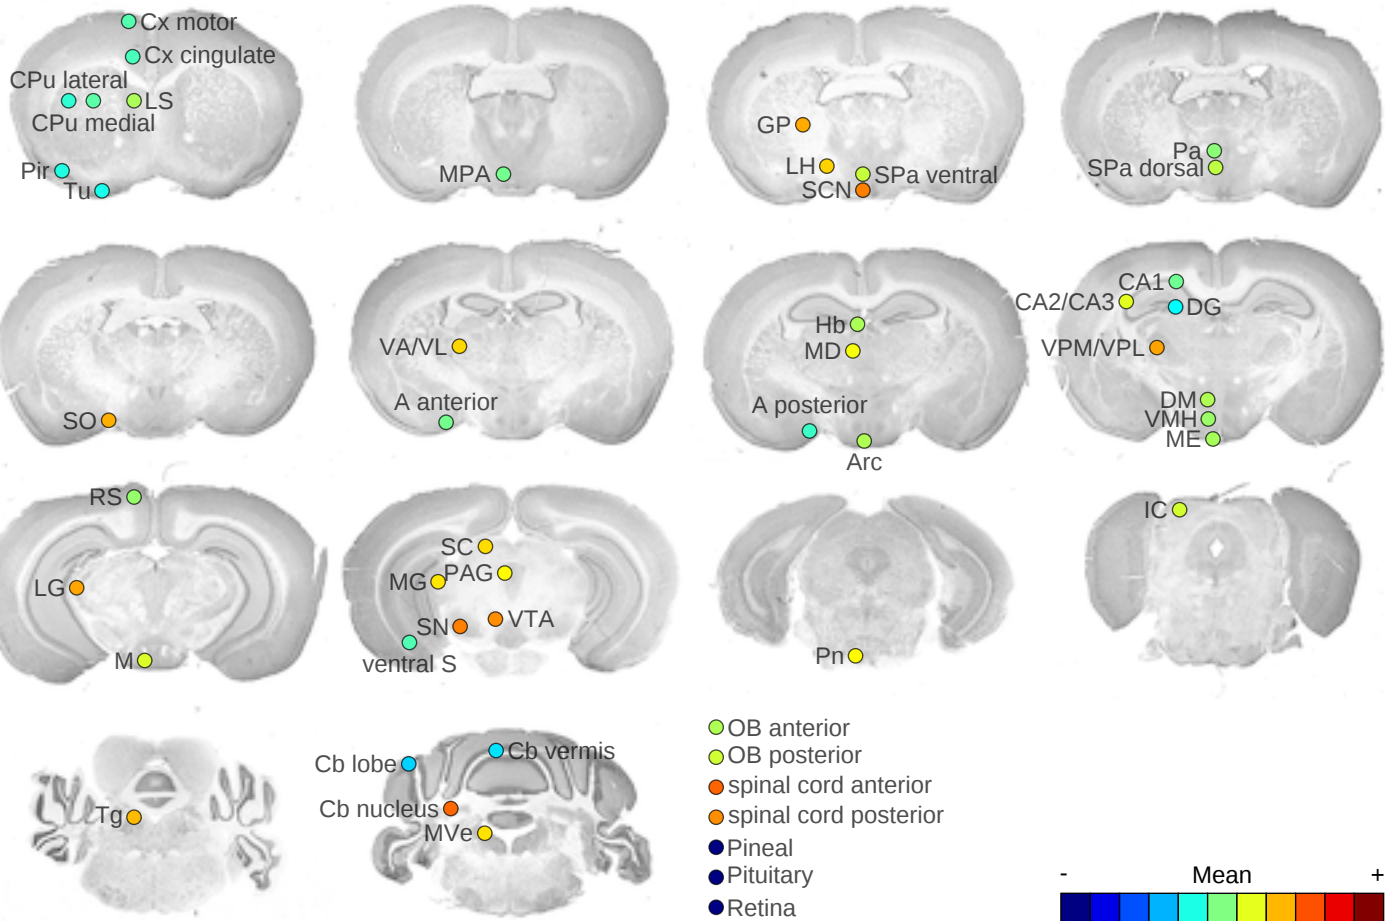 Cx motor
Cx cingulate
CPu lateral
LS
CPu medial
Pir
Tu
MPA
GP
LH
SPa ventral
SCN
Pa
SPa dorsal
SO
VA/VL
A anterior
Hb
MD
A posterior
Arc
CA1
CA2/CA3
DG
VPM/VPL
DM
VMH
ME
RS
LG
M
SC
MG
PAG
SN
VTA
ventral S
Pn
IC
Tg
Cb lobe
Cb vermis
Cb nucleus
MVe
OB anterior
OB posterior
spinal cord anterior
spinal cord posterior
Pineal
Pituitary
Retina
- Mean +